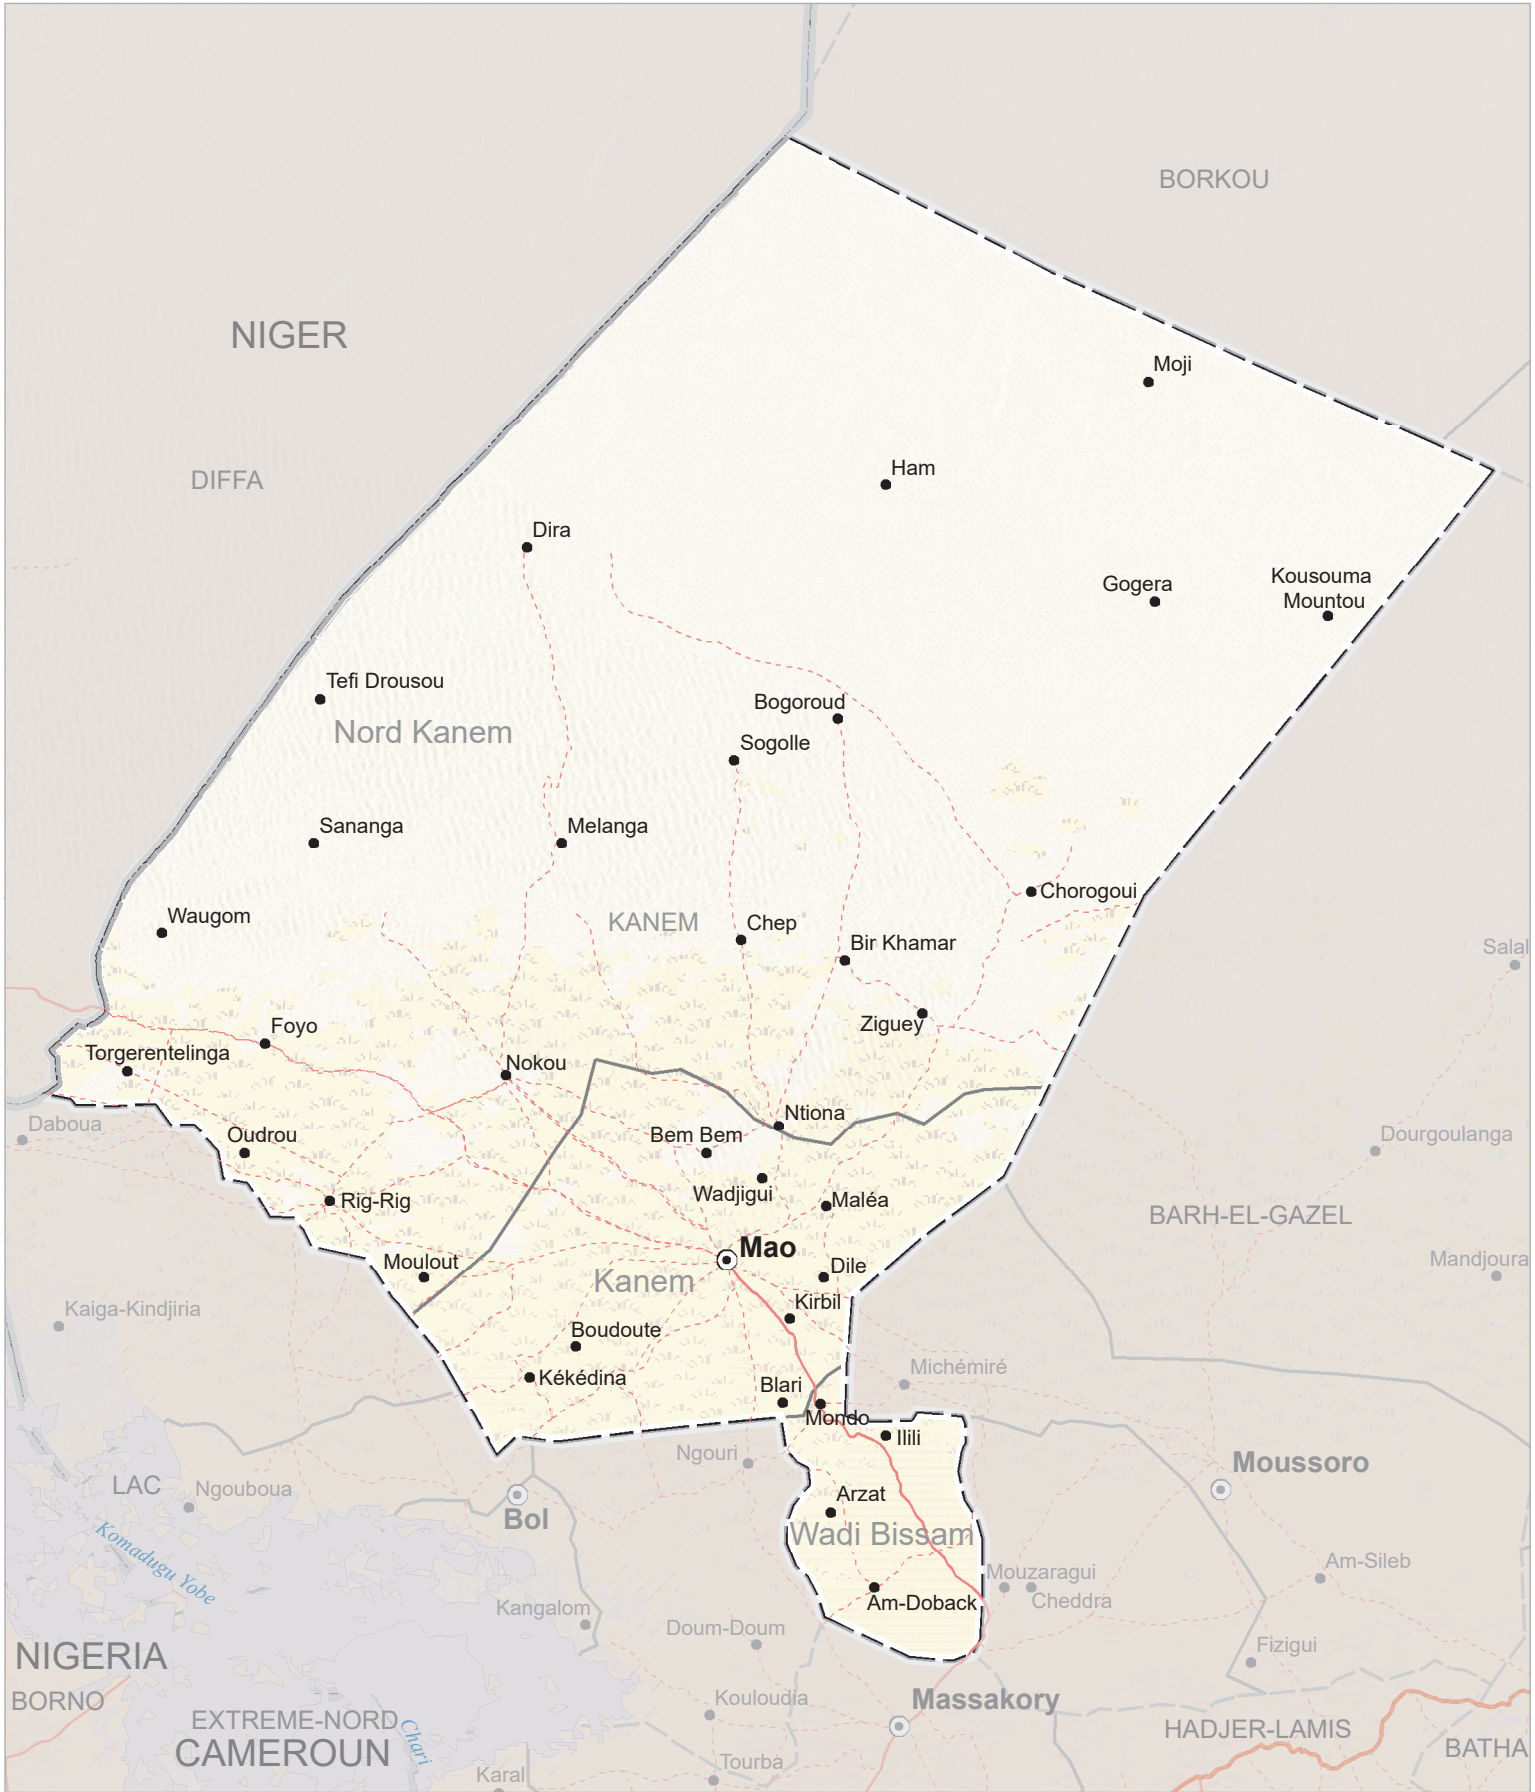 BORKOU
NIGER
Moji
Ham
DIFFA
Dira
Kousouma
Mountou
Gogera
Tefi Drousou
Bogoroud
Nord Kanem
Sogolle
Sananga
Melanga
Chorogoui
Waugom
KANEM
Chep
Bir Khamar
Salal
Ziguey
Foyo
Torgerentelinga
Nokou
Ntiona
Daboua
Oudrou
Bem Bem
Dourgoulanga
Wadjigui
Maléa
Rig-Rig
BARH-EL-GAZEL
Mao
Moulout
Dile
Mandjoura
Kanem
Kirbil
Kaiga-Kindjiria
Boudoute
Michémiré
Kékédina
Blari
Mondo
Ilili
Ngouri
Moussoro
LAC
Ngouboua
Arzat
Bol
Wadi Bissam
Komadugu Yobe
Am-Sileb
Mouzaragui
Cheddra
Am-Doback
Kangalom
Doum-Doum
Fizigui
NIGERIA
BORNO
Kouloudia
Massakory
EXTREME-NORD
Chari
HADJER-LAMIS
CAMEROUN
BATHA
Tourba
Karal